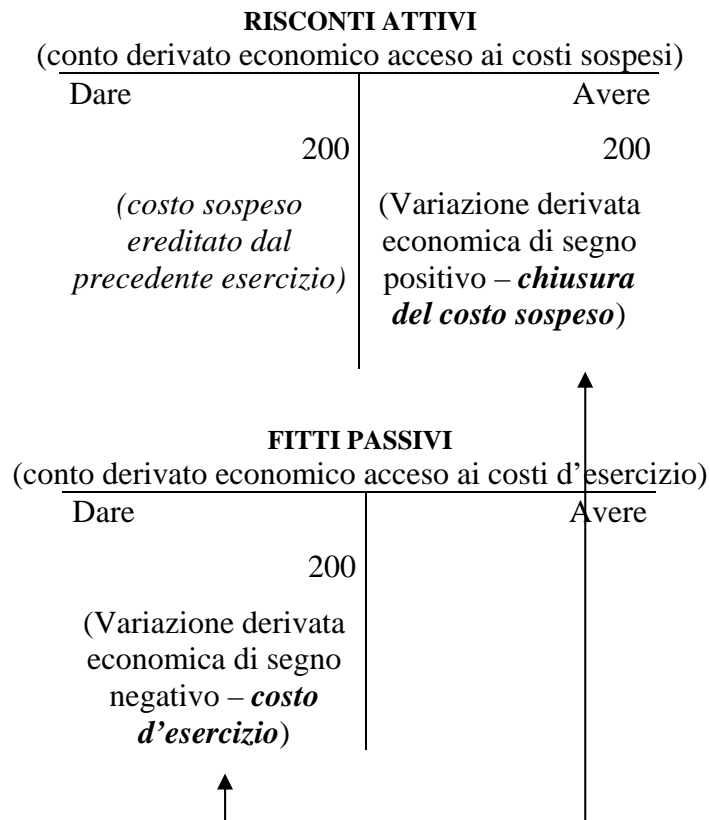 RISCONTI ATTIVI
(conto derivato economico acceso ai costi sospesi)
Dare Avere
200 200
(costo sospeso
ereditato dal
precedente esercizio)
(Variazione derivata
economica di segno
positivo – chiusura
del costo sospeso)
FITTI PASSIVI
(conto derivato economico acceso ai costi d’esercizio)
Dare Avere
200
(Variazione derivata
economica di segno
negativo – costo
d’esercizio)